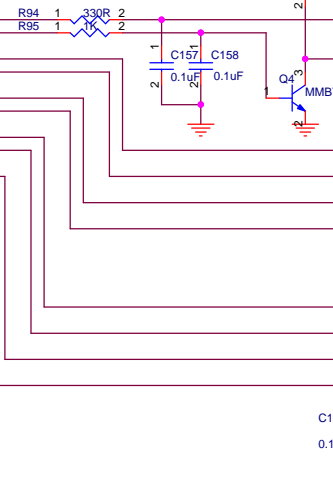 2
R94 1 330R 2
R95 1 1K 2
1 1
C157 C158
3
0.1uF 0.1uF
Q4
1 MMB
2 2
2
C1
0.1